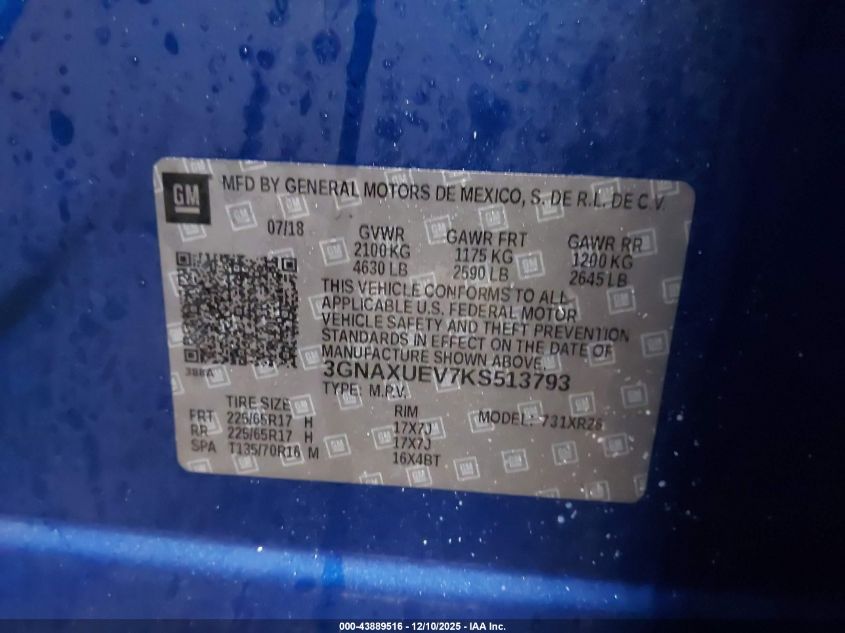 GM MFD BY GENERAL MOTORS DE MEXICO, S. DE R.L. DE C.V.
07/18 GVWR GAWR FRT GAWR RR
2100 KG 1175 KG 1200 KG
4630 LB 2590 LB 2645 LB
THIS VEHICLE CONFORMS TO ALL
APPLICABLE U.S. FEDERAL MOTOR
VEHICLE SAFETY AND THEFT PREVENTION
STANDARDS IN EFFECT ON THE DATE OF
MANUFACTURE SHOWN ABOVE.
388A 3GNAXUEV7KS513793
TYPE: M.P.V.
TIRE SIZE RIM MODEL: 731XR26
FRT 225/65R17 H 17X7J
RR 225/65R17 H 17X7J
SPA T135/70R16 M 16X4BT
000-43889516 - 12/10/2025 - IAA Inc.